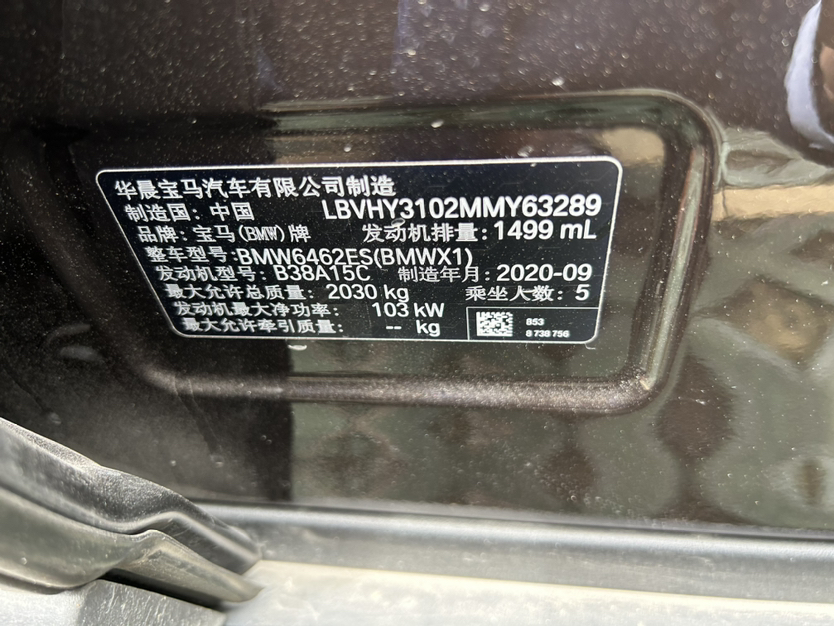 华晨宝马汽车有限公司制造
制造国：中国 LBVHY3102MMY63289
品牌：宝马(BMW)牌 发动机排量：1499 mL
整车型号：BMW6462ES(BMWX1)
发动机型号：B38A15C 制造年月：2020-09
最大允许总质量：2030 kg 乘坐人数：5
发动机最大净功率：103 kW
最大允许牵引质量：-- kg
853
8 738 756